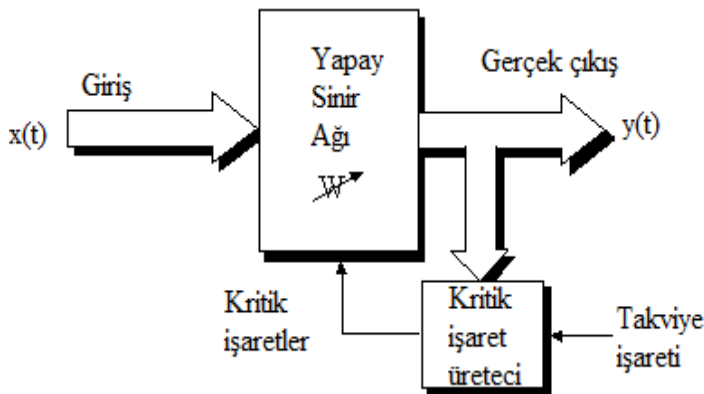 Giriş
x(t)
Yapay
Sinir
Ağı
W
Gerçek çıkış
y(t)
Kritik
işaretler
Kritik
işaret
üreteci
Takviye
işareti